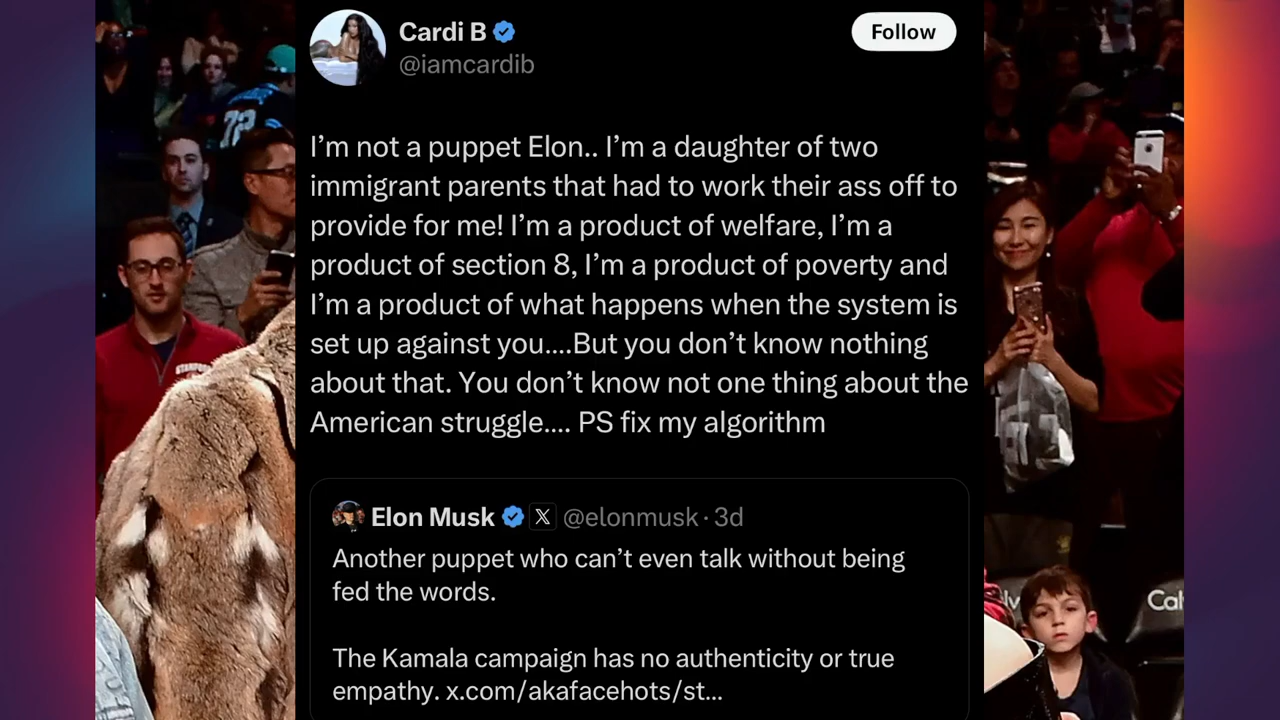 Cardi B
@iamcardib
Follow
I’m not a puppet Elon.. I’m a daughter of two
immigrant parents that had to work their ass off to
provide for me! I’m a product of welfare, I’m a
product of section 8, I’m a product of poverty and
I’m a product of what happens when the system is
set up against you....But you don’t know nothing
about that. You don’t know not one thing about the
American struggle.... PS fix my algorithm
Elon Musk X @elonmusk · 3d
Another puppet who can’t even talk without being
fed the words.
The Kamala campaign has no authenticity or true
empathy. x.com/akafacehots/st...
72
STANFORD